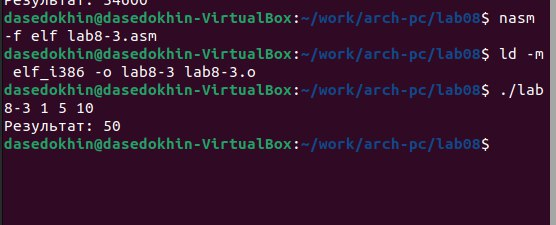 Результат: 54600
dasedokhin@dasedokhin-VirtualBox:~/work/arch-pc/lab08$ nasm
-f elf lab8-3.asm
dasedokhin@dasedokhin-VirtualBox:~/work/arch-pc/lab08$ ld -m
 elf_i386 -o lab8-3 lab8-3.o
dasedokhin@dasedokhin-VirtualBox:~/work/arch-pc/lab08$ ./lab
8-3 1 5 10
Результат: 50
dasedokhin@dasedokhin-VirtualBox:~/work/arch-pc/lab08$